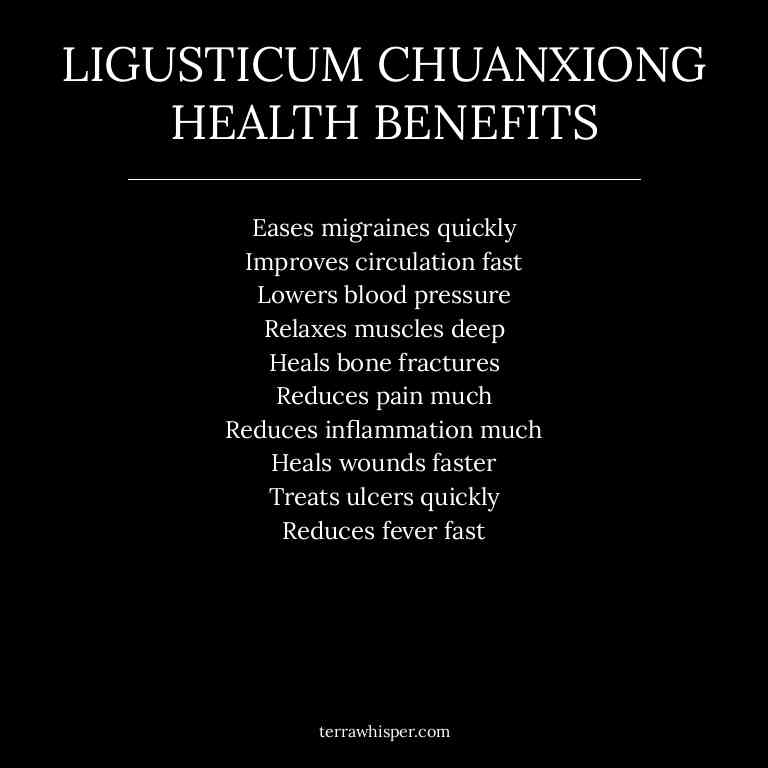 LIGUSTICUM CHUANXIONG
HEALTH BENEFITS
Eases migraines quickly
Improves circulation fast
Lowers blood pressure
Relaxes muscles deep
Heals bone fractures
Reduces pain much
Reduces inflammation much
Heals wounds faster
Treats ulcers quickly
Reduces fever fast
terrawhisper.com